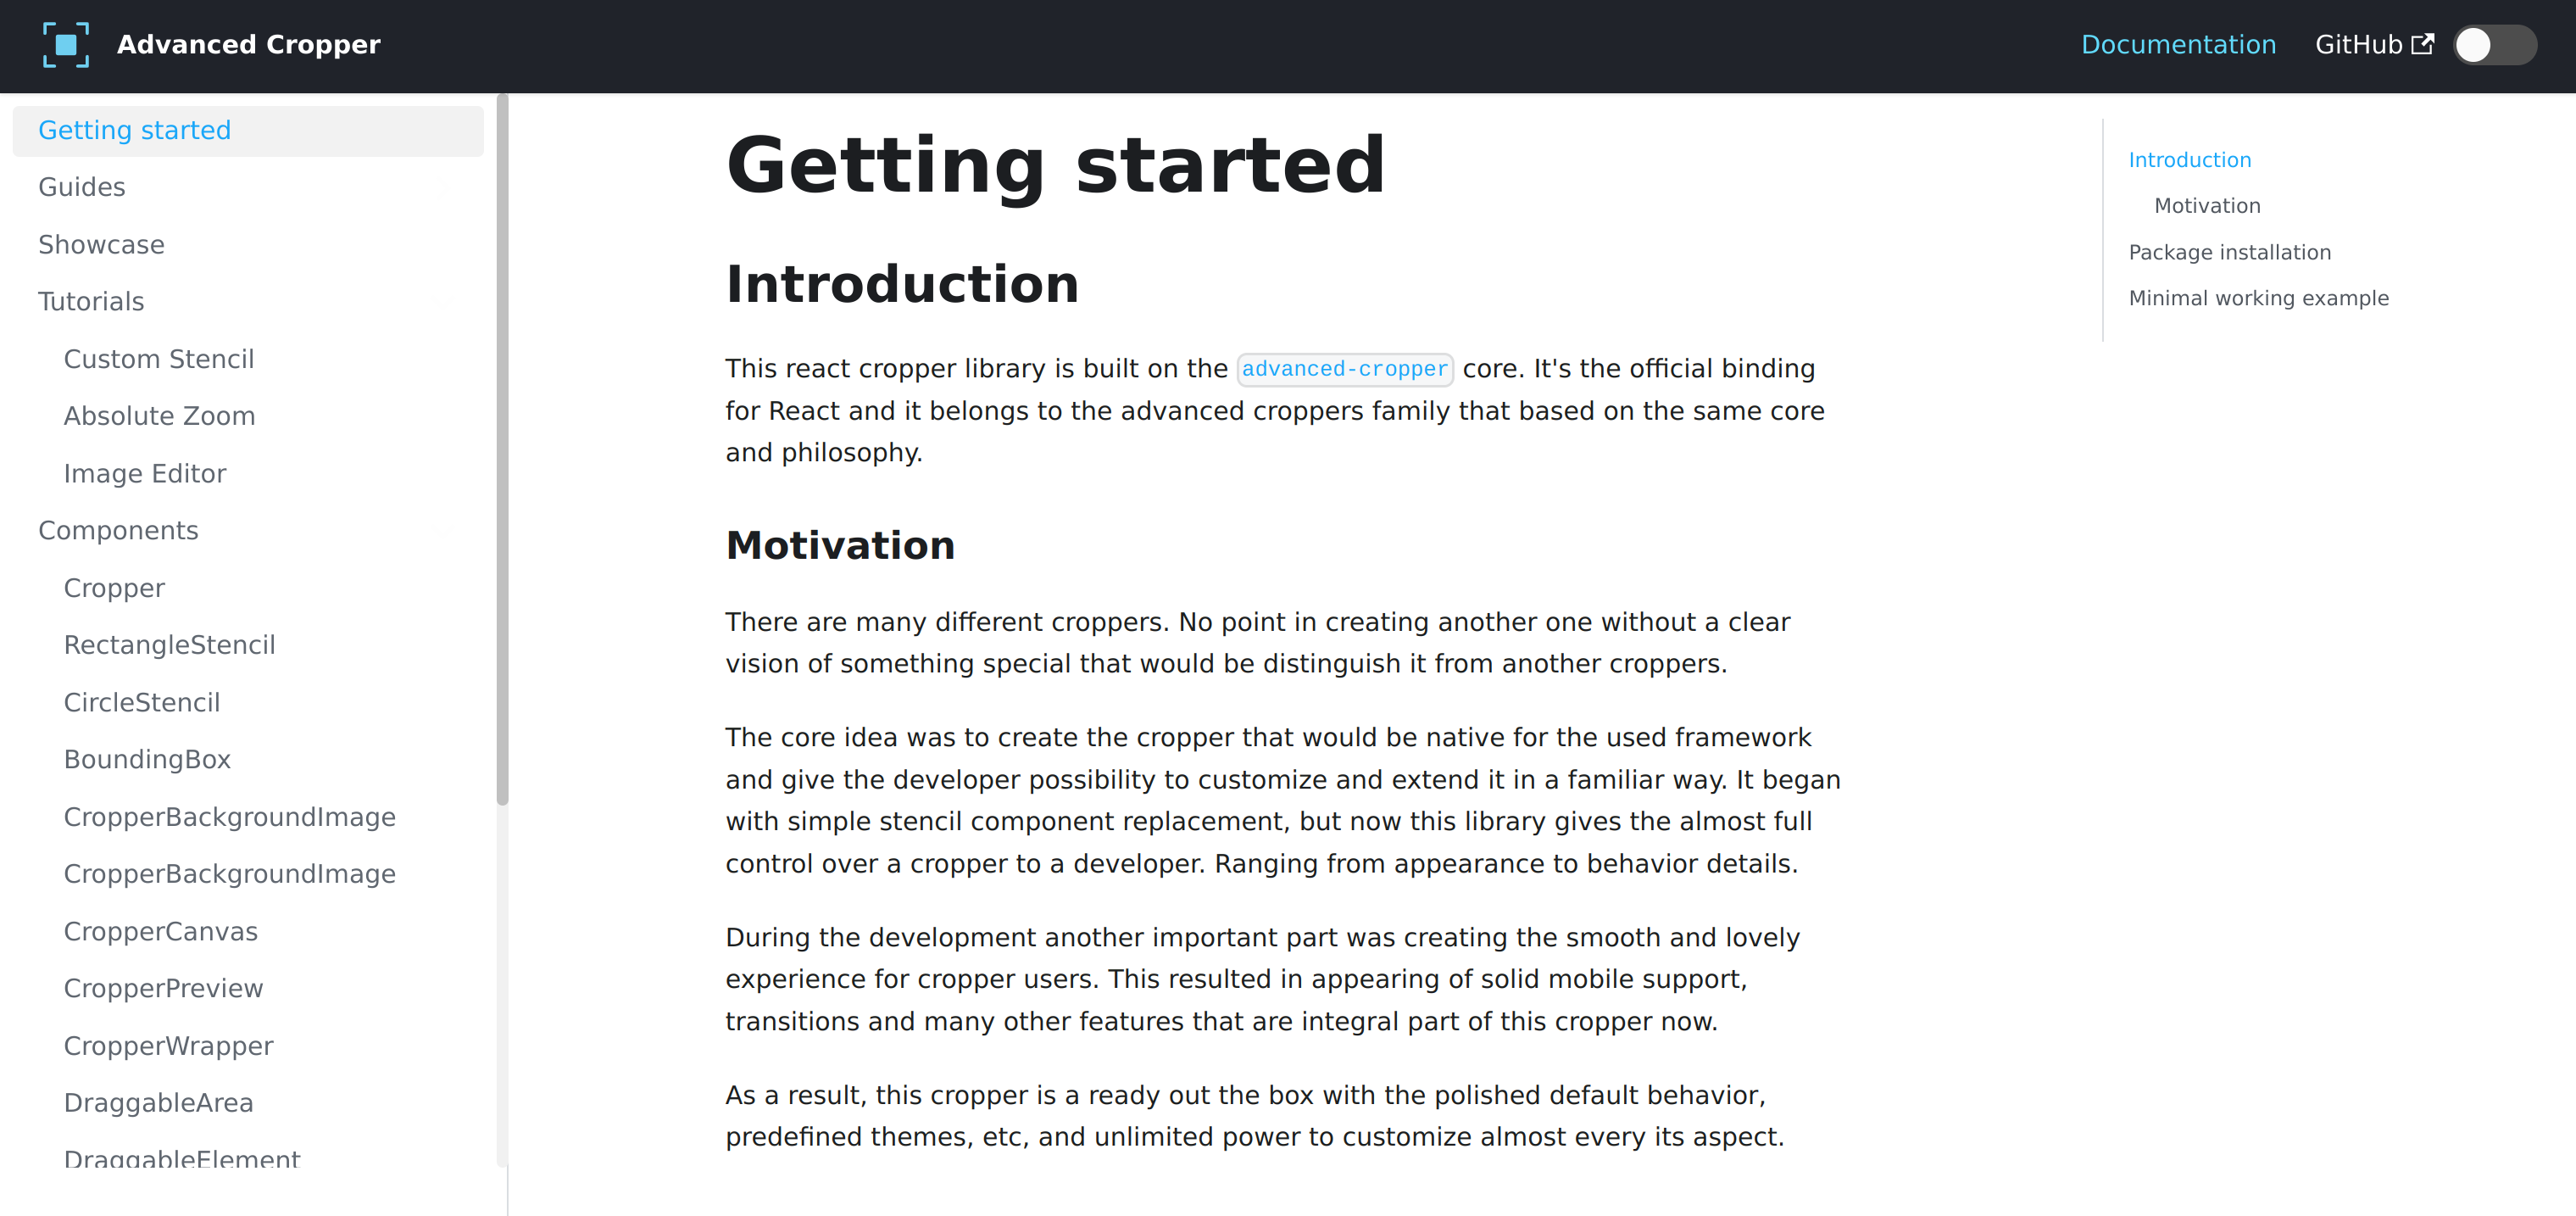 Advanced Cropper
Documentation
GitHub
Getting started
Guides
Showcase
Tutorials
Custom Stencil
Absolute Zoom
Image Editor
Components
Cropper
RectangleStencil
CircleStencil
BoundingBox
CropperBackgroundImage
CropperBackgroundImage
CropperCanvas
CropperPreview
CropperWrapper
DraggableArea
DraggableElement
Getting started
Introduction
This react cropper library is built on the advanced-cropper core. It's the official binding
for React and it belongs to the advanced croppers family that based on the same core
and philosophy.
Motivation
There are many different croppers. No point in creating another one without a clear
vision of something special that would be distinguish it from another croppers.
The core idea was to create the cropper that would be native for the used framework
and give the developer possibility to customize and extend it in a familiar way. It began
with simple stencil component replacement, but now this library gives the almost full
control over a cropper to a developer. Ranging from appearance to behavior details.
During the development another important part was creating the smooth and lovely
experience for cropper users. This resulted in appearing of solid mobile support,
transitions and many other features that are integral part of this cropper now.
As a result, this cropper is a ready out the box with the polished default behavior,
predefined themes, etc, and unlimited power to customize almost every its aspect.
Introduction
Motivation
Package installation
Minimal working example